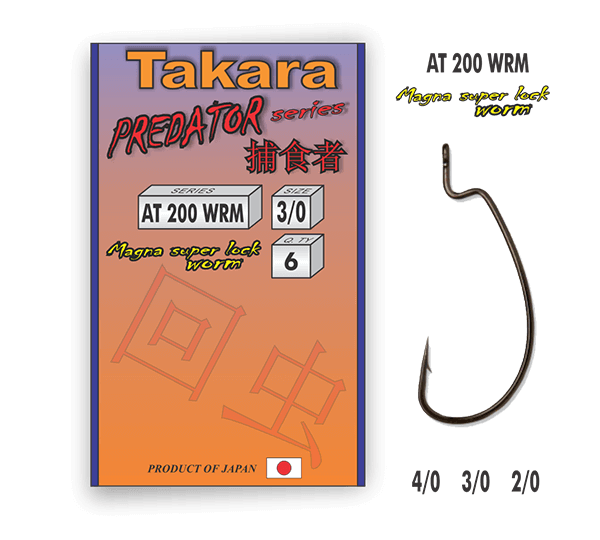 Takara
PREDATOR series
捕食者
SERIES
AT 200 WRM
SIZE
3/0
Magna super lock
worm
Q.TY
6
回虫
PRODUCT OF JAPAN
AT 200 WRM
Magna super lock
worm
4/0 3/0 2/0